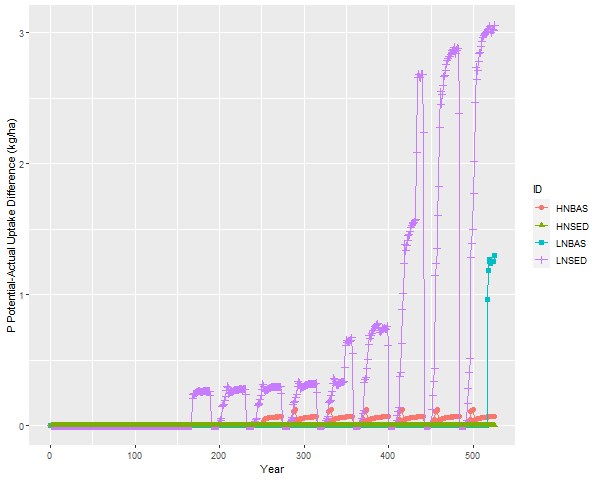 3
2
1
0
P Potential-Actual Uptake Difference (kg/ha)
0
100
200
300
400
500
Year
ID
HNBAS
HNSED
LNBAS
LNSED